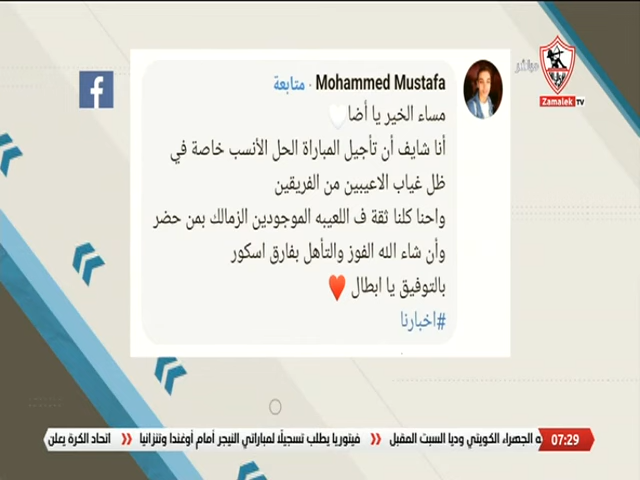 مباشر
Zamalek TV
Mohammed Mustafa · متابعة
مساء الخير يا أضا
أنا شايف أن تأجيل المباراة الحل الأنسب خاصة في
ظل غياب الاعيبين من الفريقين
واحنا كلنا ثقة ف اللعيبه الموجودين الزمالك بمن حضر
وأن شاء الله الفوز والتأهل بفارق اسكور
بالتوفيق يا ابطال ♥
#اخبارنا
07:29 ه الجهراء الكويتي وديا السبت المقبل » فيتوريا يطلب تسجيلًا لمباراتي النيجر أمام أوغندا وتنزانيا » اتحاد الكرة يعلن